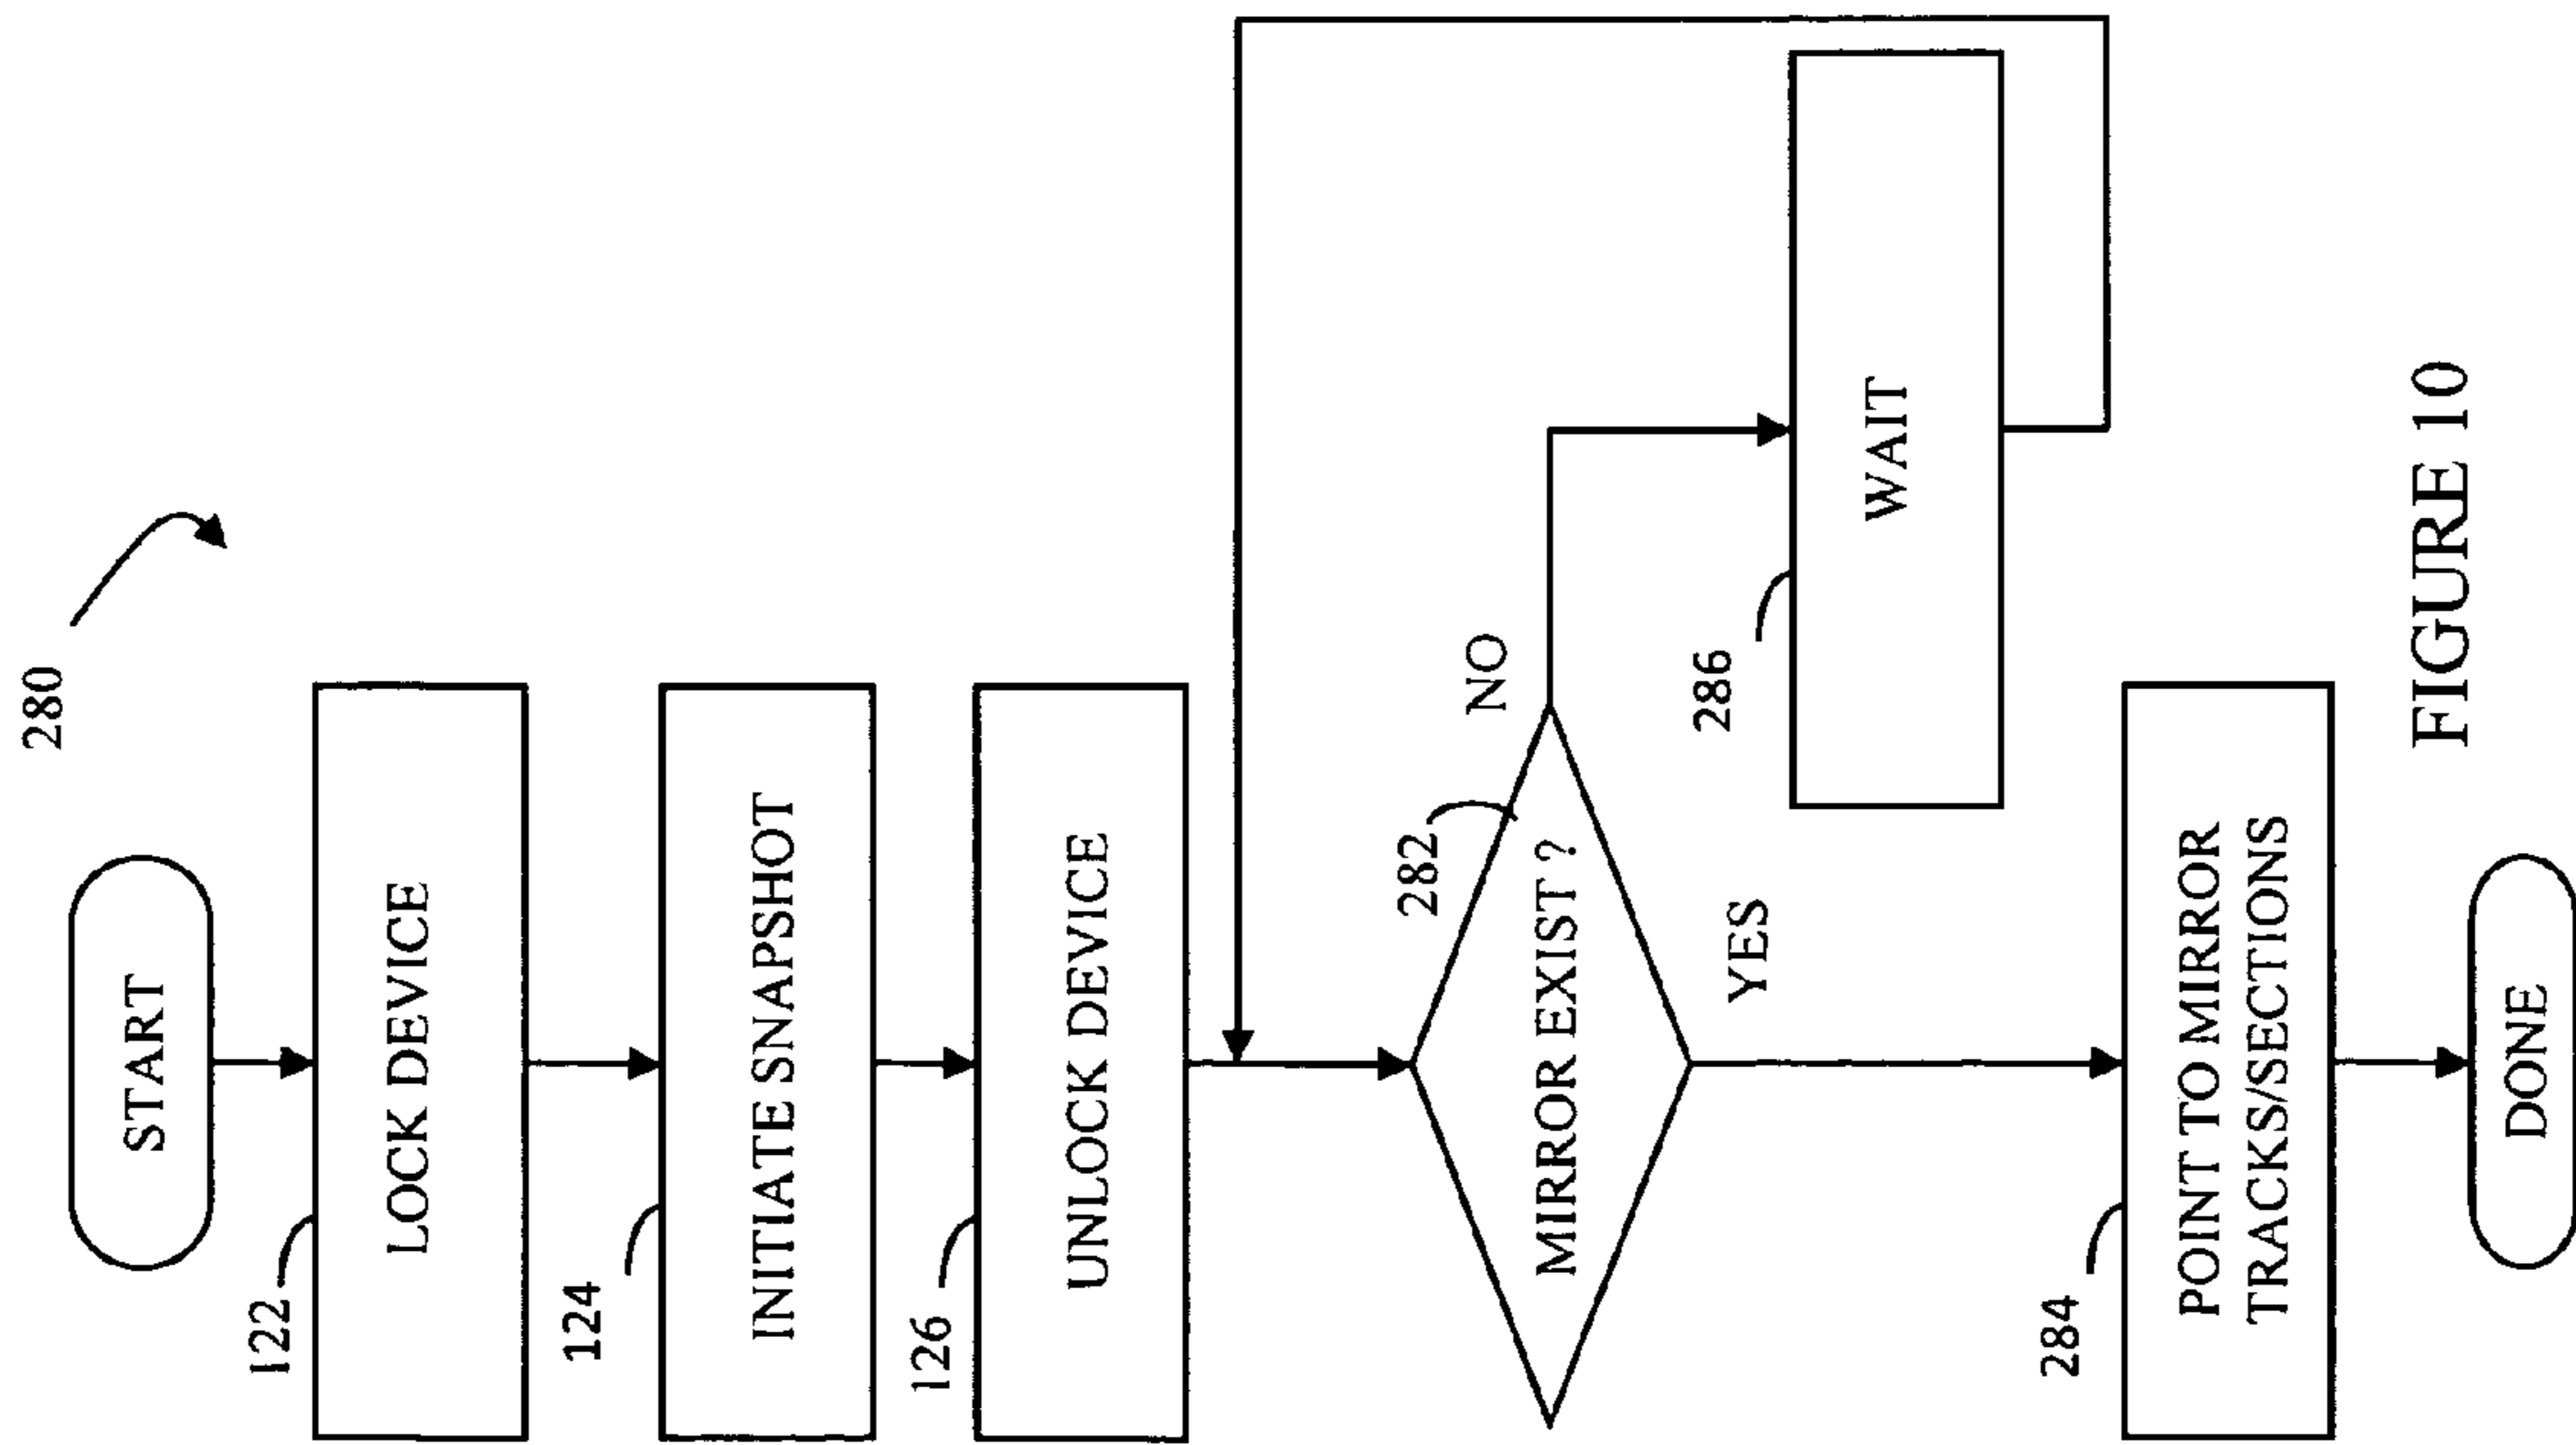 280
START
122
LOCK DEVICE
124
INITIATE SNAPSHOT
126
UNLOCK DEVICE
282
MIRROR EXIST ?
NO
YES
286
WAIT
284
POINT TO MIRROR
TRACKS/SECTIONS
DONE
FIGURE 10